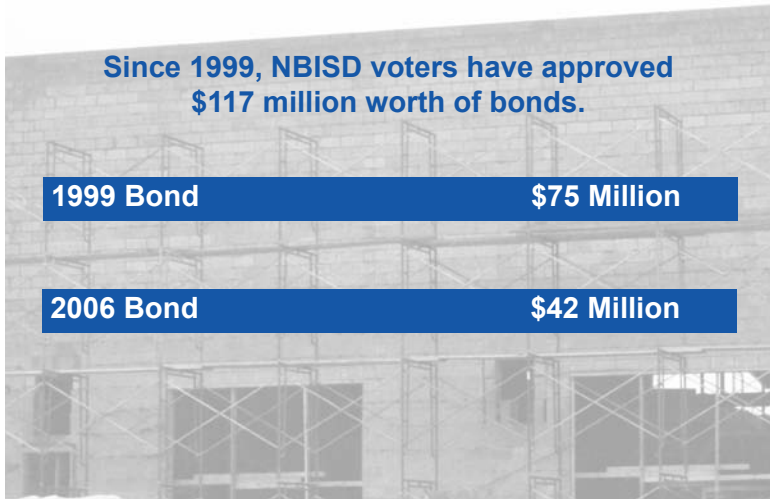 Since 1999, NBISD voters have approved
$117 million worth of bonds.
1999 Bond $75 Million
2006 Bond $42 Million